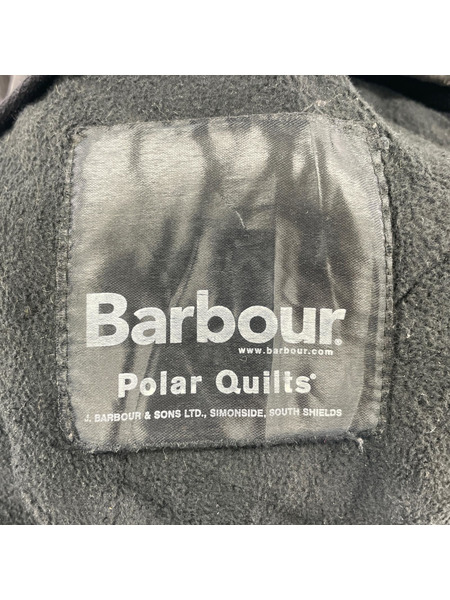 Barbour®
www.barbour.com
Polar Quilts®
J. BARBOUR & SONS LTD., SIMONSIDE, SOUTH SHIELDS